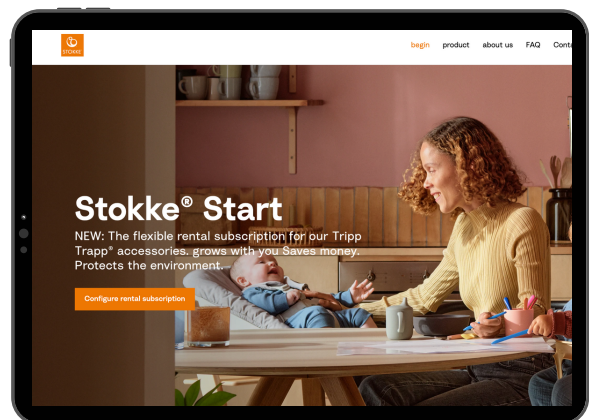 STOKKE
begin product about us FAQ Conta
Stokke® Start
NEW: The flexible rental subscription for our Tripp
Trapp® accessories. grows with you Saves money.
Protects the environment.
Configure rental subscription